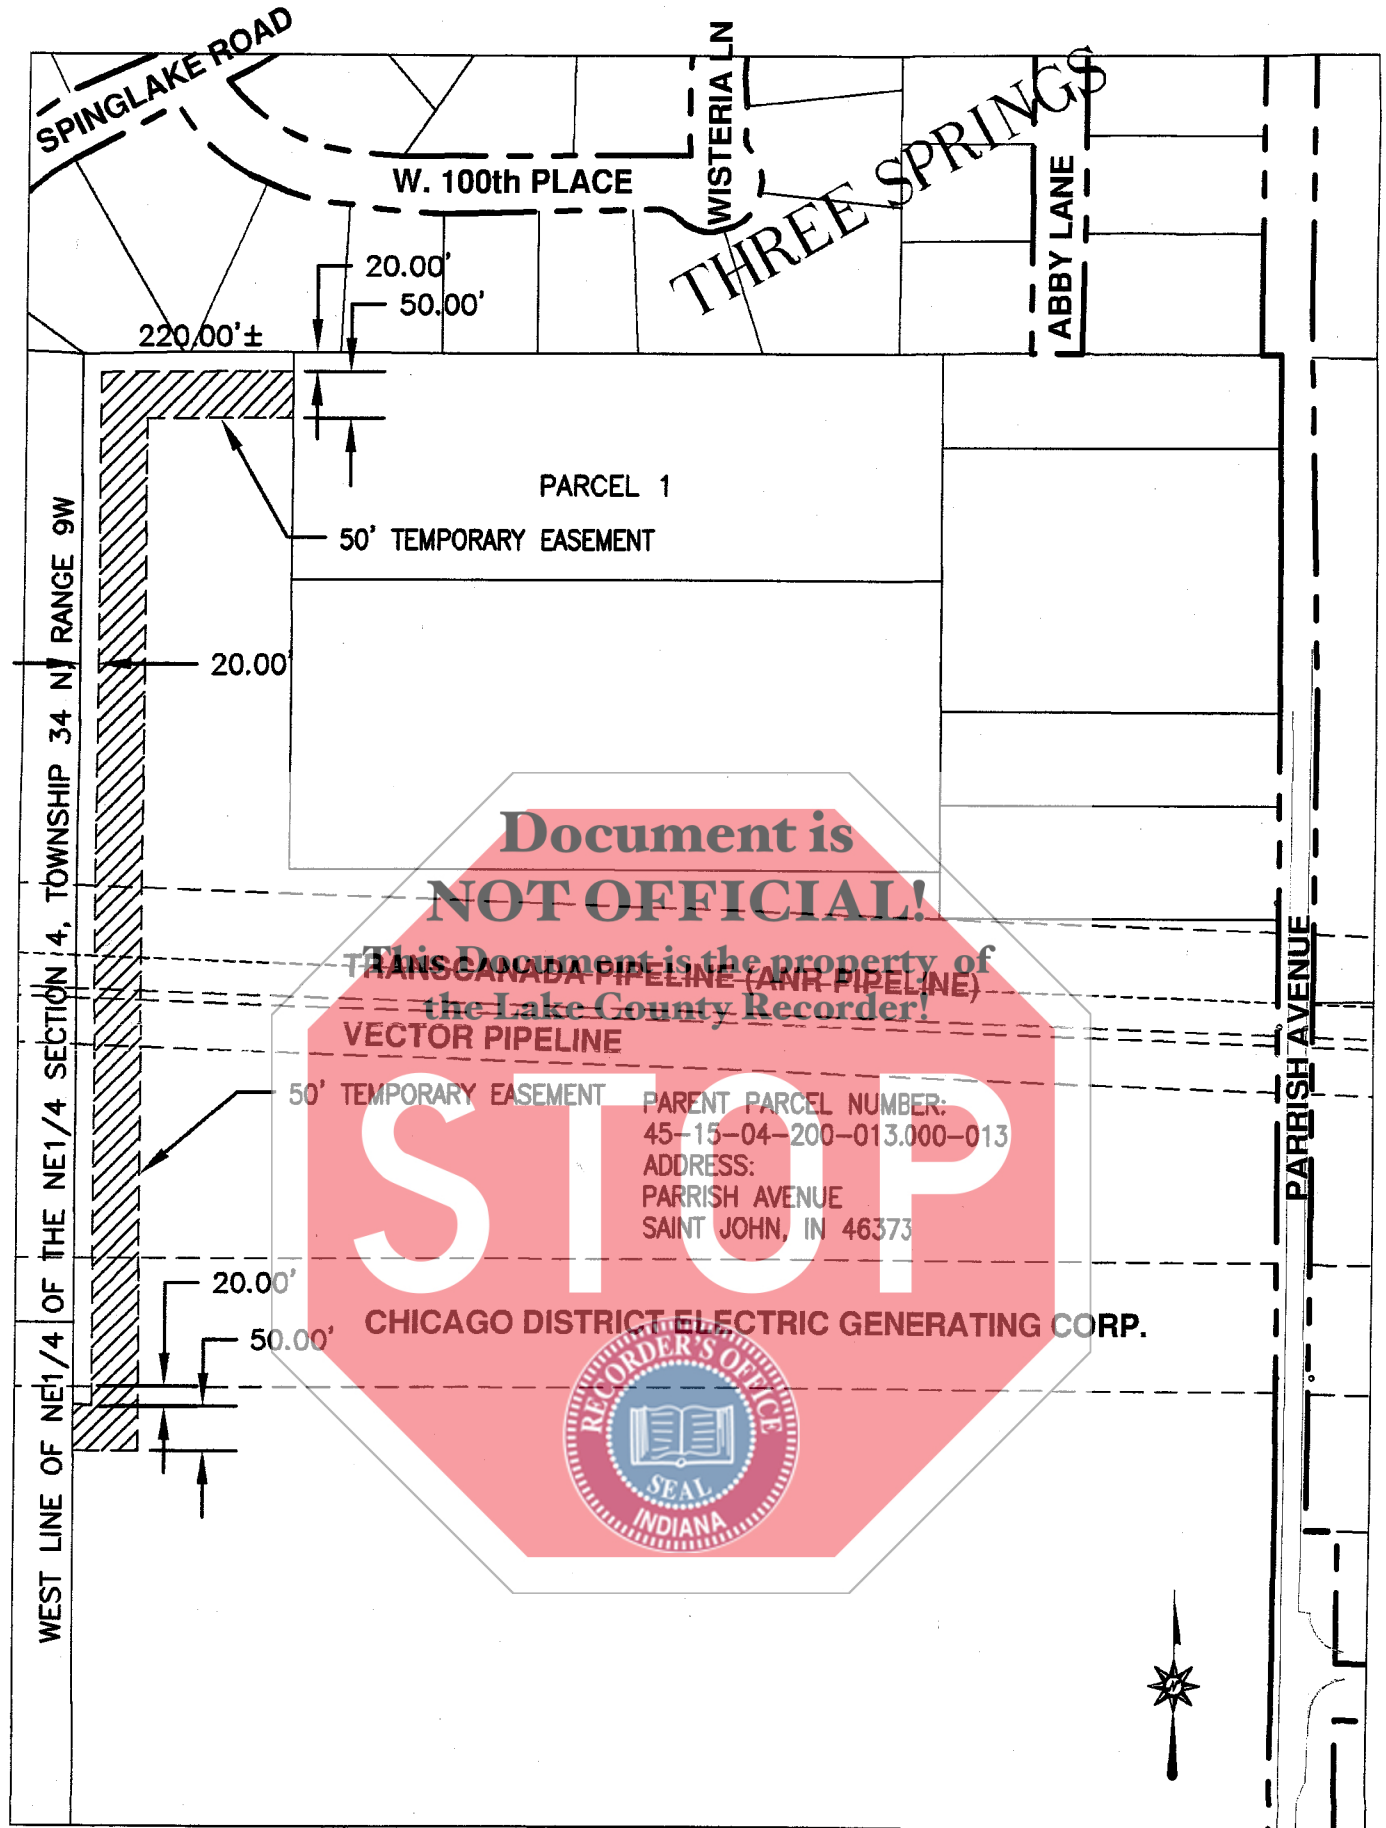 SPINGLAKE ROAD
W. 100th PLACE
WISTERIA LN
THREE SPRINGS
ABBY LANE
20.00'
50.00'
220.00'±
PARCEL 1
50' TEMPORARY EASEMENT
20.00'
WEST LINE OF NE1/4 OF THE NE1/4 SECTION 4, TOWNSHIP 34 N, RANGE 9W
Document is
NOT OFFICIAL!
This Document is the property of
the Lake County Recorder!
TRANSCANADA PIPELINE (ANR PIPELINE)
VECTOR PIPELINE
50' TEMPORARY EASEMENT
PARENT PARCEL NUMBER:
45-15-04-200-013.000-013
ADDRESS:
PARRISH AVENUE
SAINT JOHN, IN 46373
STOP
PARRISH AVENUE
20.00'
50.00'
CHICAGO DISTRICT ELECTRIC GENERATING CORP.
RECORDER'S OFFICE
SEAL
INDIANA
N